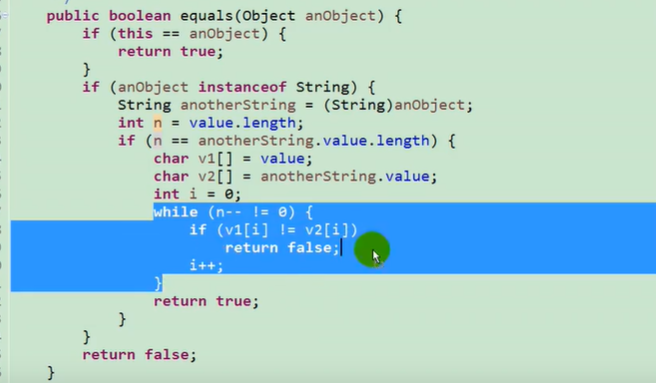 public boolean equals(Object anObject) {
if (this == anObject) {
return true;
}
if (anObject instanceof String) {
String anotherString = (String)anObject;
int n = value.length;
if (n == anotherString.value.length) {
char v1[] = value;
char v2[] = anotherString.value;
int i = 0;
while (n-- != 0) {
if (v1[i] != v2[i])
return false;
i++;
}
return true;
}
}
return false;
}